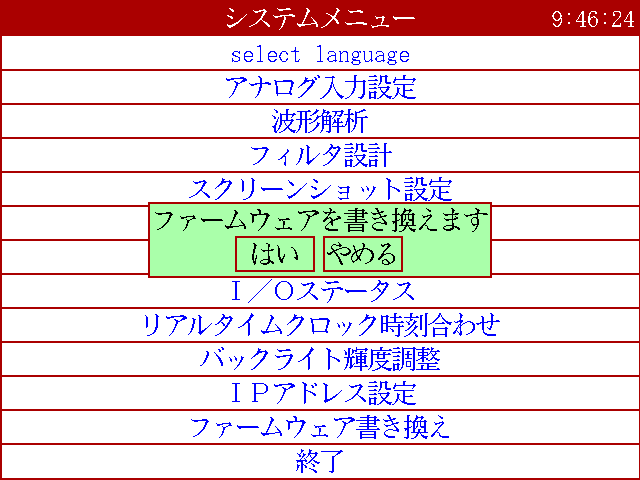 システムメニュー 9:46:24
select language
アナログ入力設定
波形解析
フィルタ設計
スクリーンショット設定
ファームウェアを書き換えます
はい やめる
Ｉ／Ｏステータス
リアルタイムクロック時刻合わせ
バックライト輝度調整
ＩＰアドレス設定
ファームウェア書き換え
終了